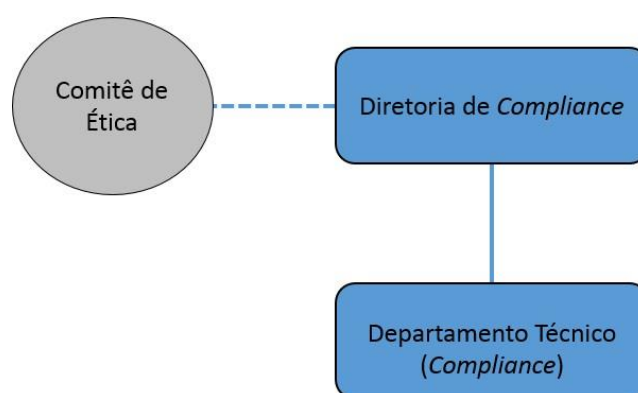 Comitê de
Ética
Diretoria de Compliance
Departamento Técnico
(Compliance)